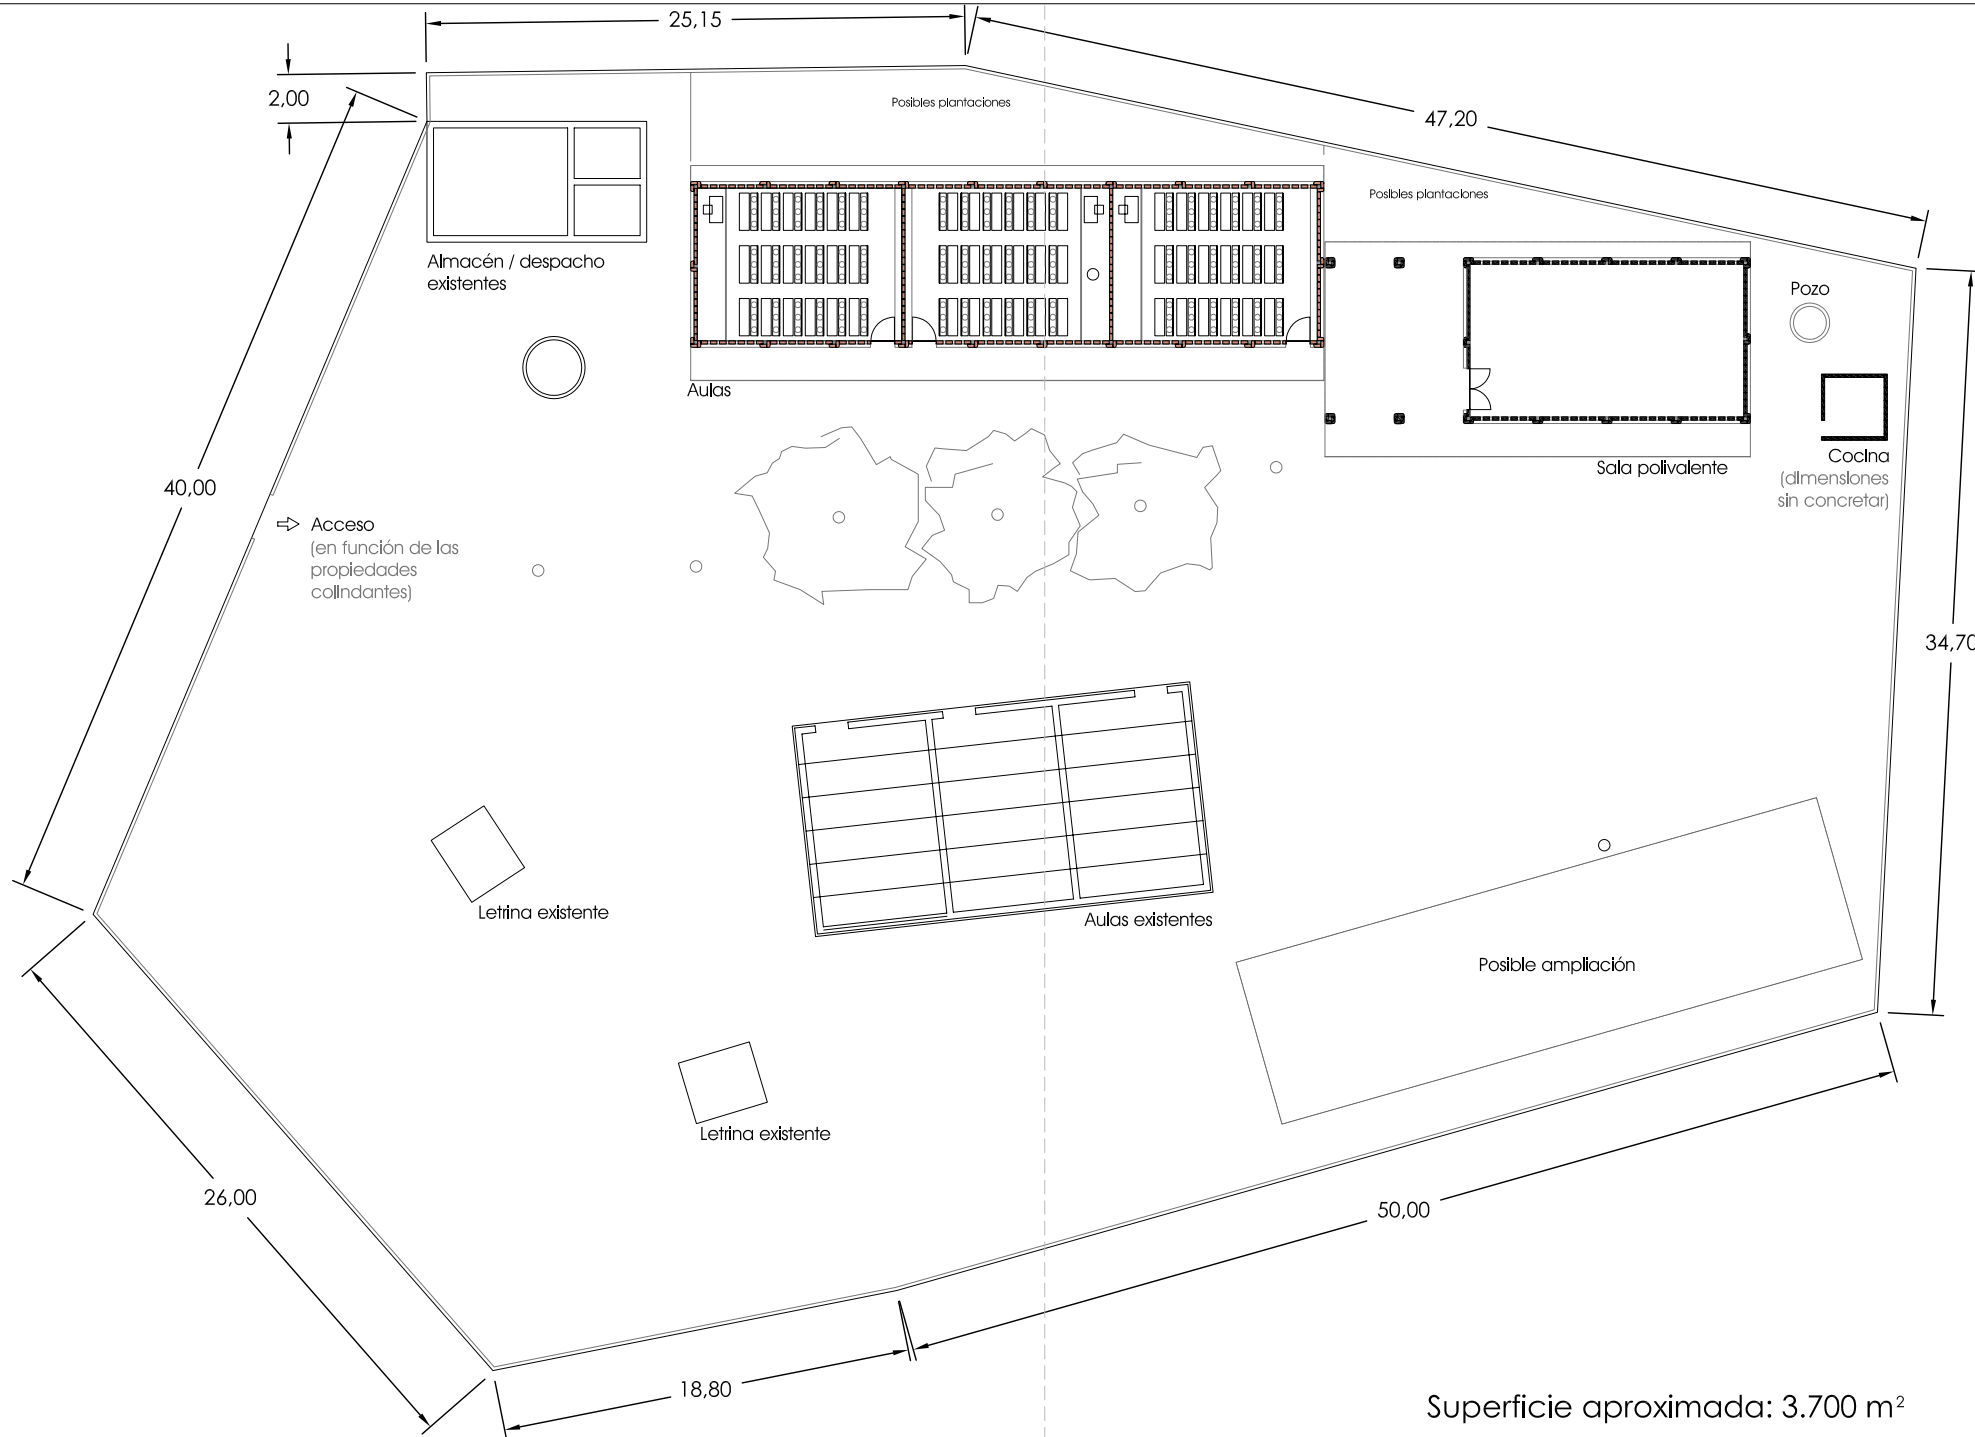 25,15
2,00
47,20
Posibles plantaciones
Posibles plantaciones
Almacén / despacho
existentes
Pozo
Aulas
Cocina
(dimensiones
sin concretar)
Sala polivalente
40,00
Acceso
(en función de las
propiedades
colindantes)
34,70
Letrina existente
Aulas existentes
Posible ampliación
Letrina existente
26,00
50,00
18,80
Superficie aproximada: 3.700 m²